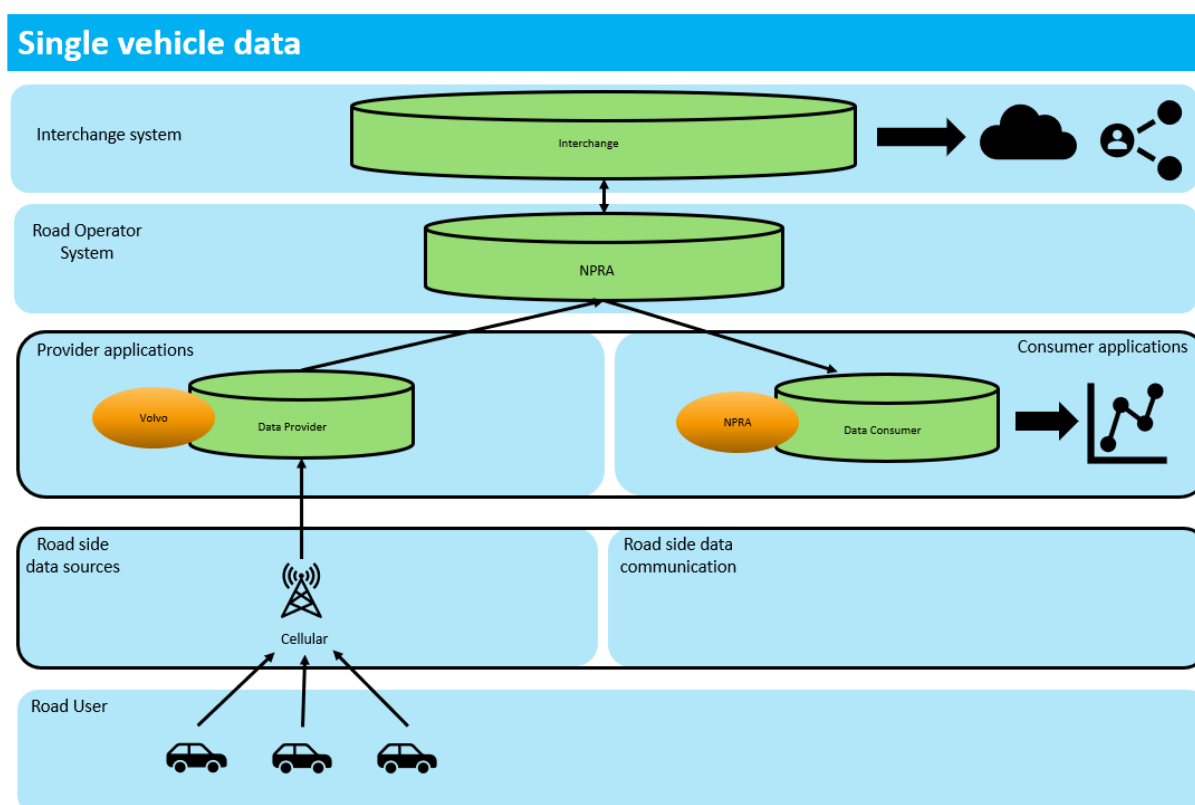 Single vehicle data
Interchange system
Interchange
Road Operator
System
NPRA
Provider applications
Consumer applications
Volvo
Data Provider
NPRA
Data Consumer
Road side
data sources
Road side data
communication
Cellular
Road User